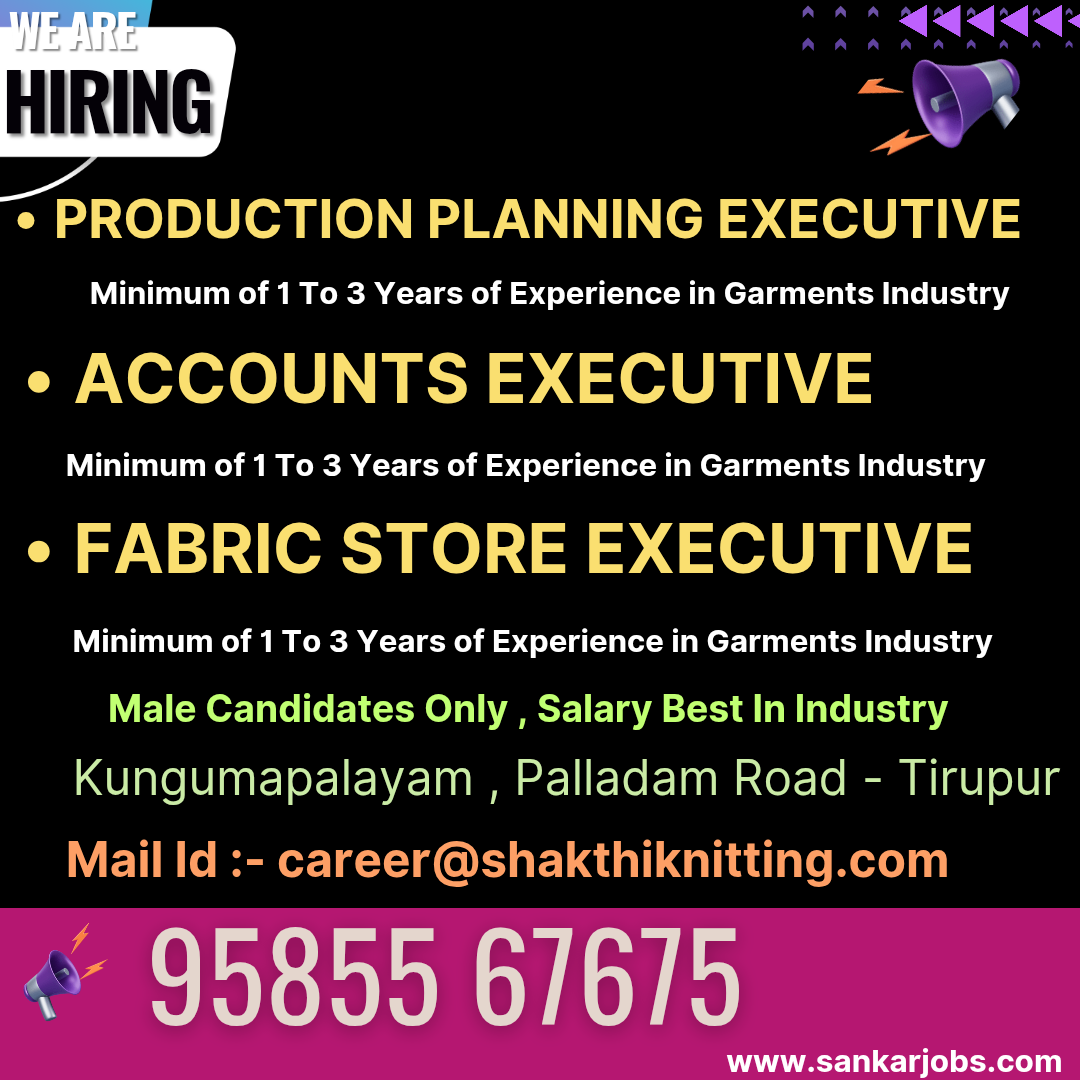 WE ARE
HIRING
• PRODUCTION PLANNING EXECUTIVE
Minimum of 1 To 3 Years of Experience in Garments Industry
• ACCOUNTS EXECUTIVE
Minimum of 1 To 3 Years of Experience in Garments Industry
• FABRIC STORE EXECUTIVE
Minimum of 1 To 3 Years of Experience in Garments Industry
Male Candidates Only , Salary Best In Industry
Kungumapalayam , Palladam Road - Tirupur
Mail Id :- career@shakthiknitting.com
95855 67675
www.sankarjobs.com